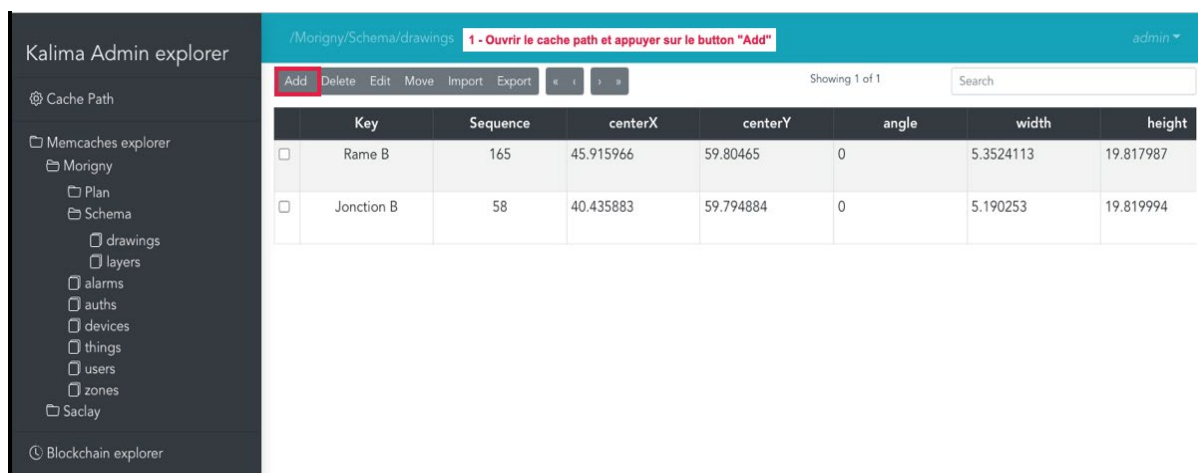 Kalima Admin explorer
Cache Path
Memcaches explorer
Morigny
Plan
Schema
drawings
layers
alarms
auths
devices
things
users
zones
Saclay
Blockchain explorer
/Morigny/Schema/drawings 1 - Ouvrir le cache path et appuyer sur le button "Add" admin
Add Delete Edit Move Import Export « ‹ › » Showing 1 of 1 Search
Key Sequence centerX centerY angle width height
Rame B 165 45.915966 59.80465 0 5.3524113 19.817987
Jonction B 58 40.435883 59.794884 0 5.190253 19.819994